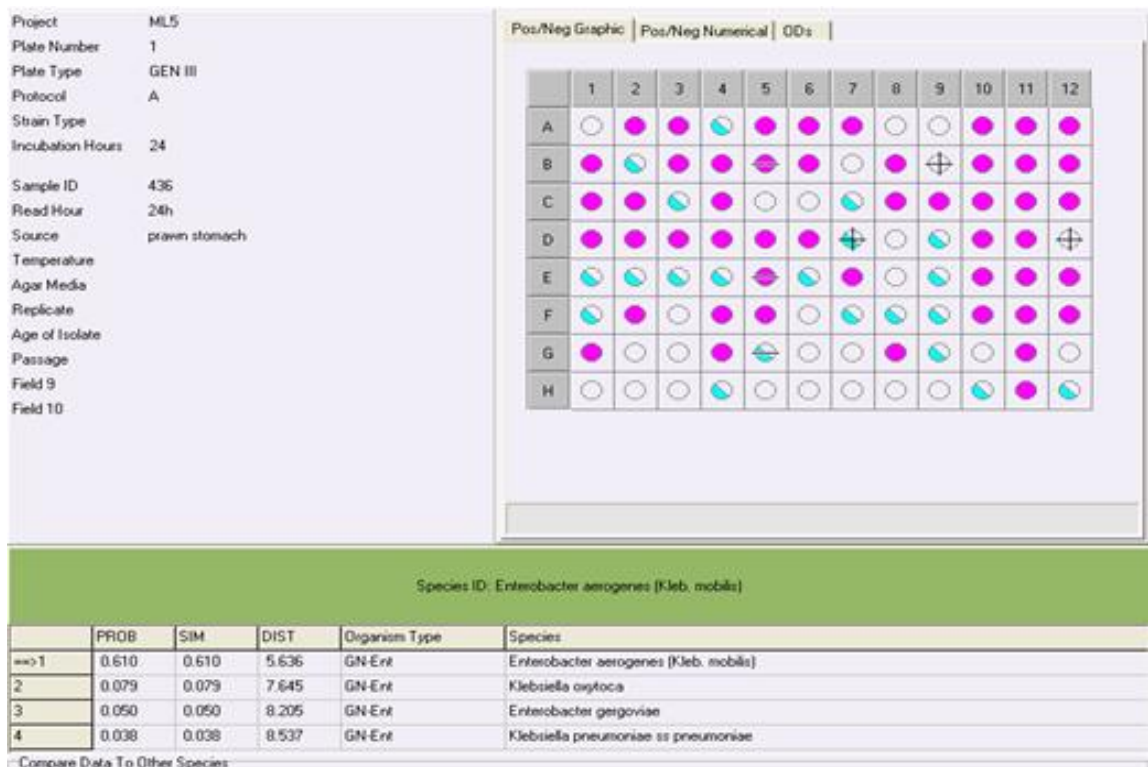 Project ML5
Plate Number 1
Plate Type GEN III
Protocol A
Strain Type
Incubation Hours 24
Sample ID 436
Read Hour 24h
Source prawn stomach
Temperature
Agar Media
Replicate
Age of Isolate
Passage
Field 9
Field 10
Pos/Neg Graphic Pos/Neg Numerical ODs
1 2 3 4 5 6 7 8 9 10 11 12
A
B
C
D
E
F
G
H
Species ID: Enterobacter aerogenes (Kleb. mobilis)
PROB SIM DIST Organism Type Species
==>1 0.610 0.610 5.636 GN-Ent Enterobacter aerogenes (Kleb. mobilis)
2 0.079 0.079 7.645 GN-Ent Klebsiella oxytoca
3 0.050 0.050 8.205 GN-Ent Enterobacter gergoviae
4 0.038 0.038 8.537 GN-Ent Klebsiella pneumoniae ss pneumoniae
Compare Data To Other Species